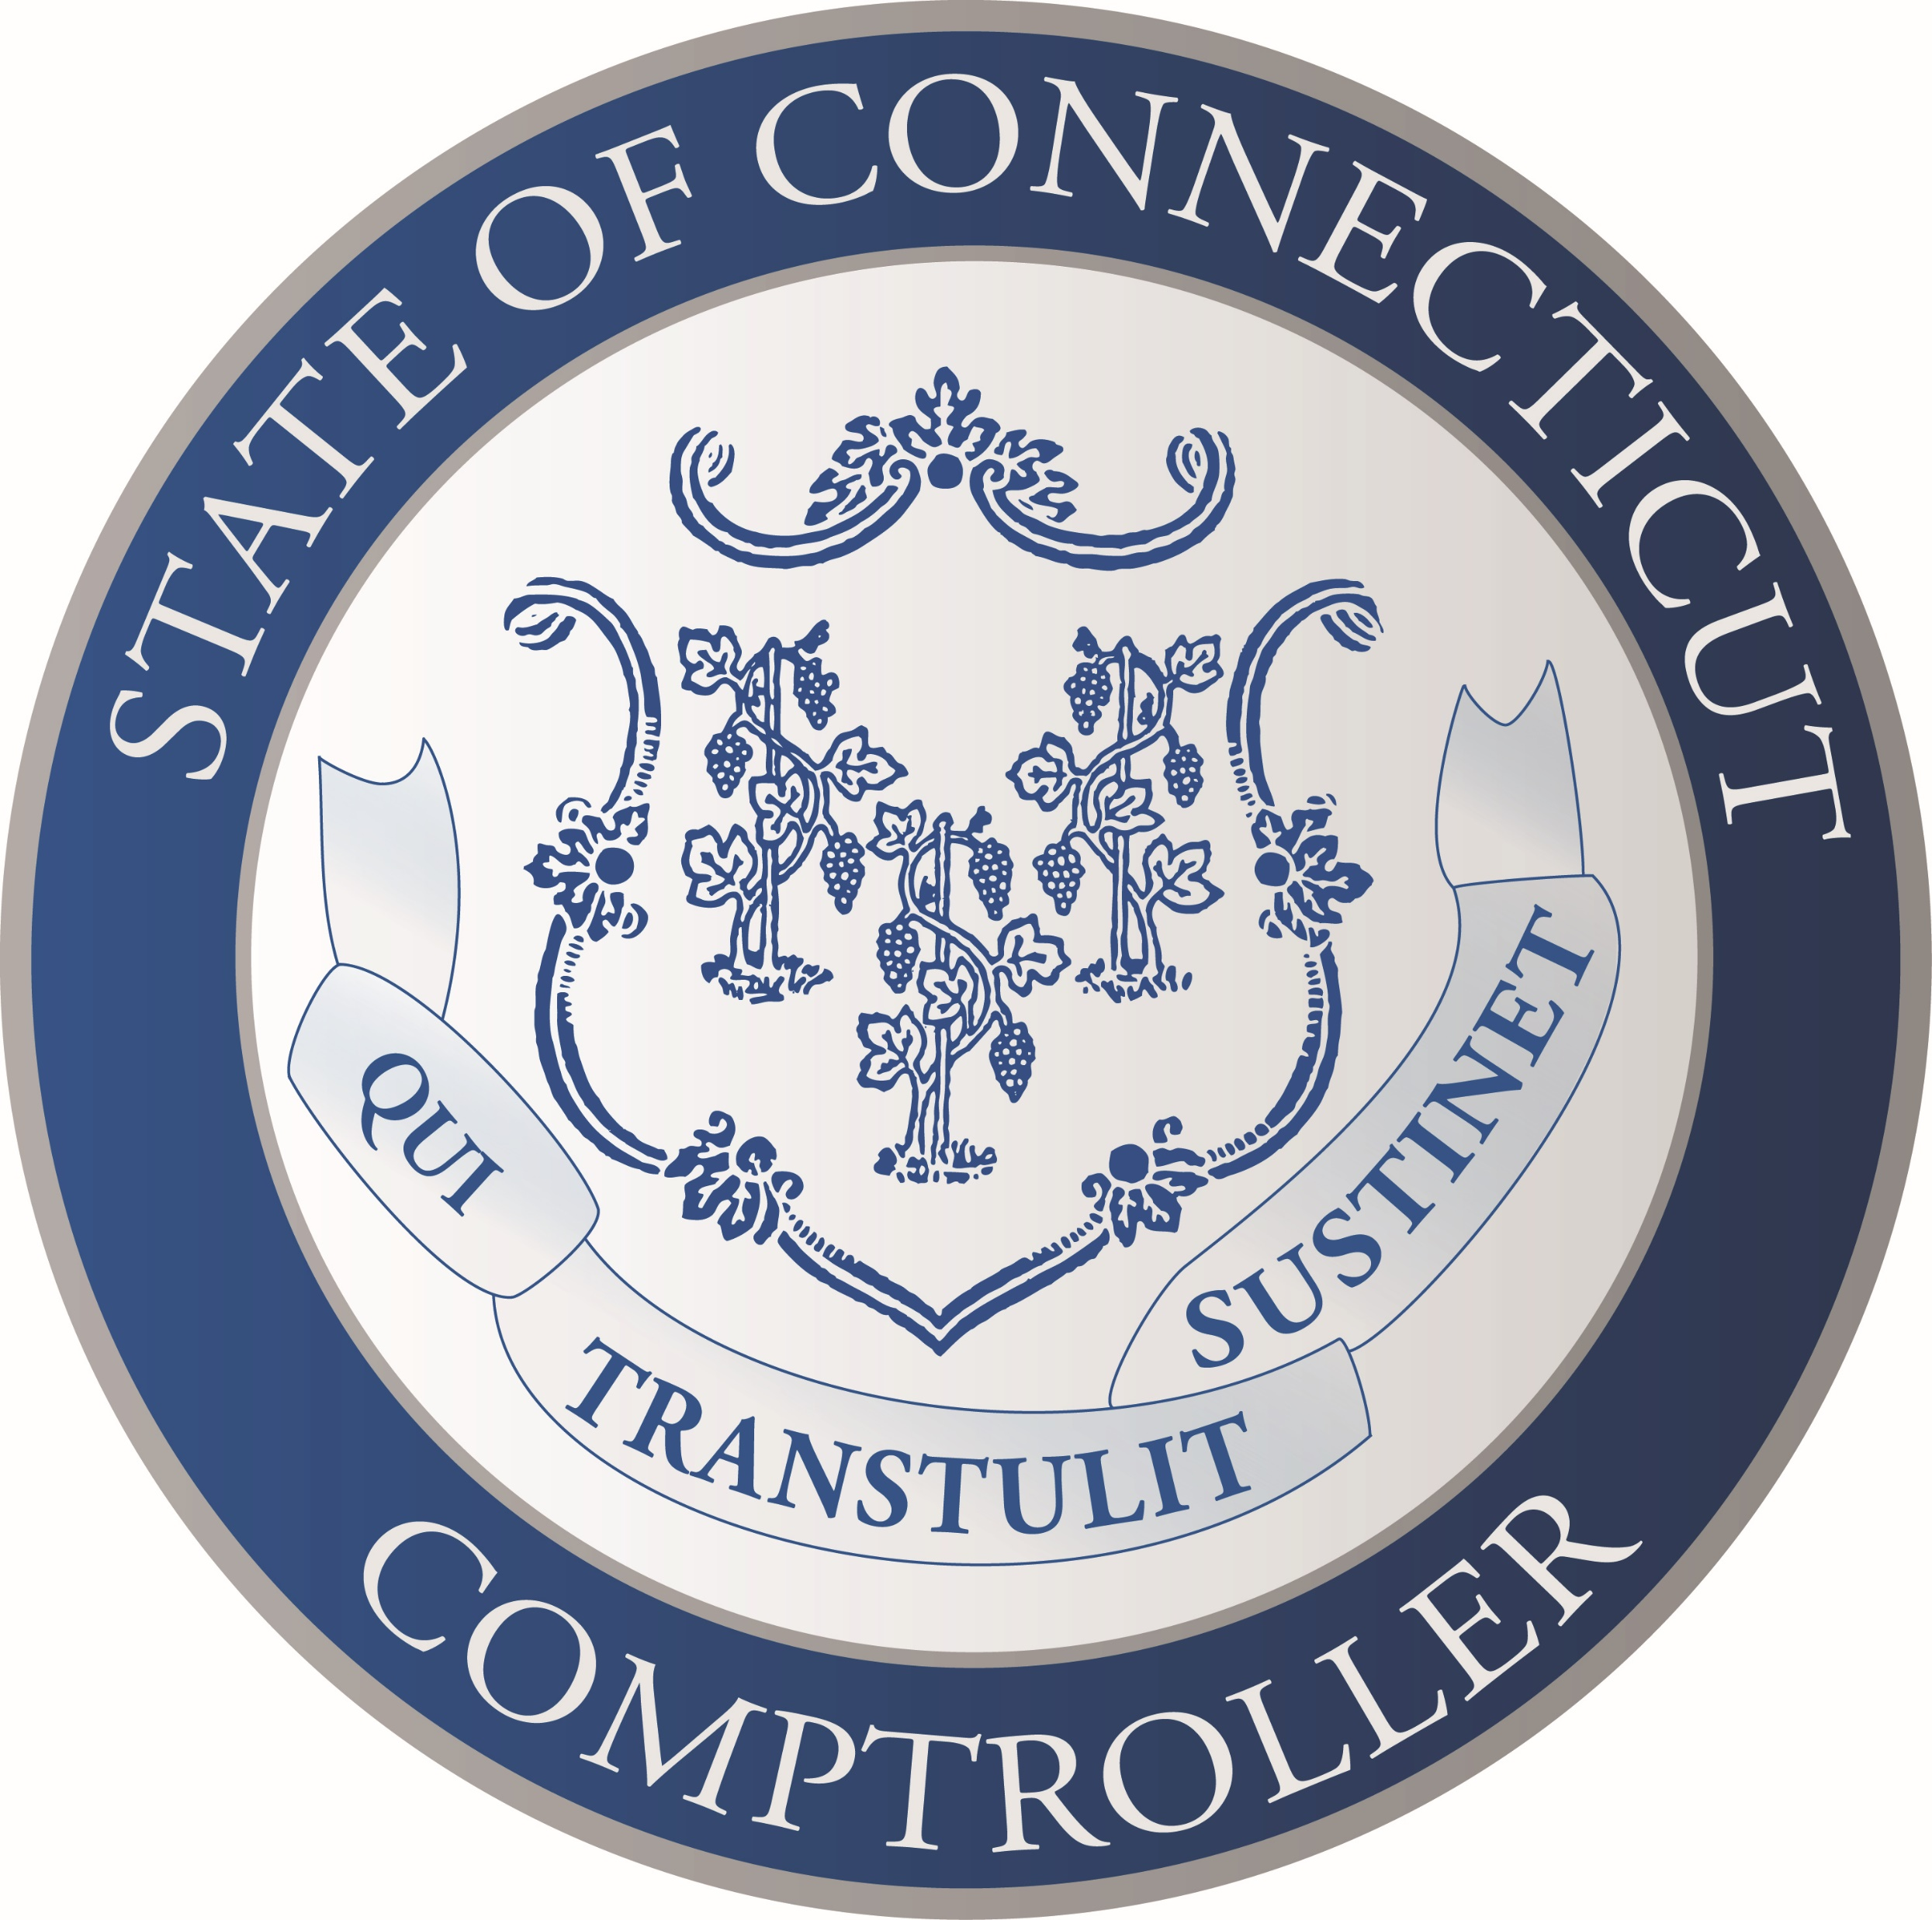 STATE OF CONNECTICUT
QUI
TRANSTULIT
SUSTINET
COMPTROLLER